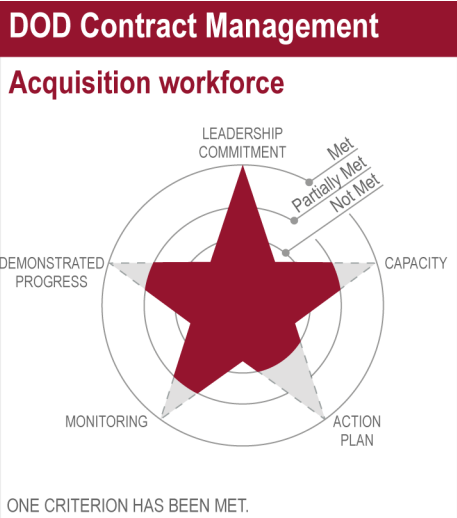 DOD Contract Management
Acquisition workforce
LEADERSHIP
COMMITMENT
Met
Partially Met
Not Met
DEMONSTRATED
PROGRESS
CAPACITY
MONITORING
ACTION
PLAN
ONE CRITERION HAS BEEN MET.